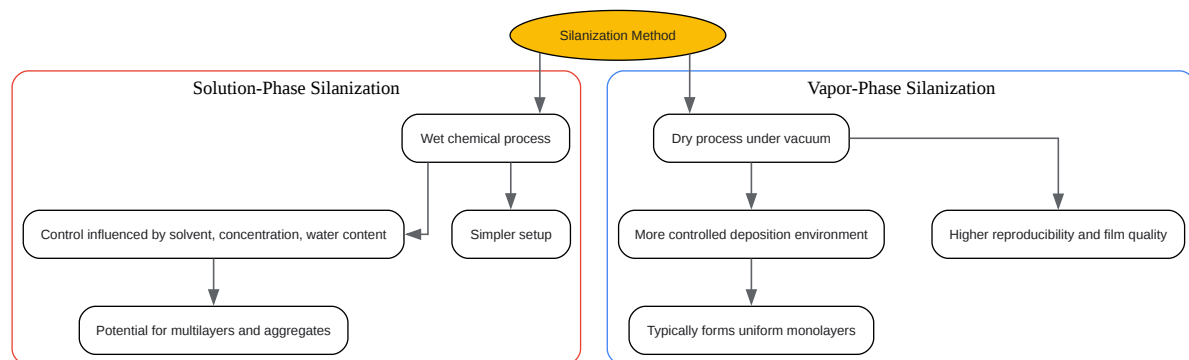 Silanization Method
Solution-Phase Silanization
Wet chemical process
Control influenced by solvent, concentration, water content
Simpler setup
Potential for multilayers and aggregates
Vapor-Phase Silanization
Dry process under vacuum
More controlled deposition environment
Higher reproducibility and film quality
Typically forms uniform monolayers